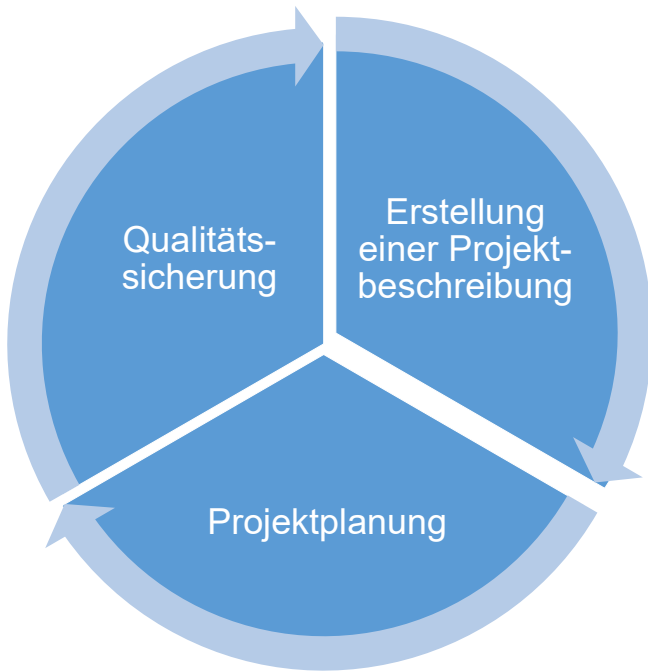 Qualitäts-
sicherung
Erstellung
einer Projekt-
beschreibung
Projektplanung